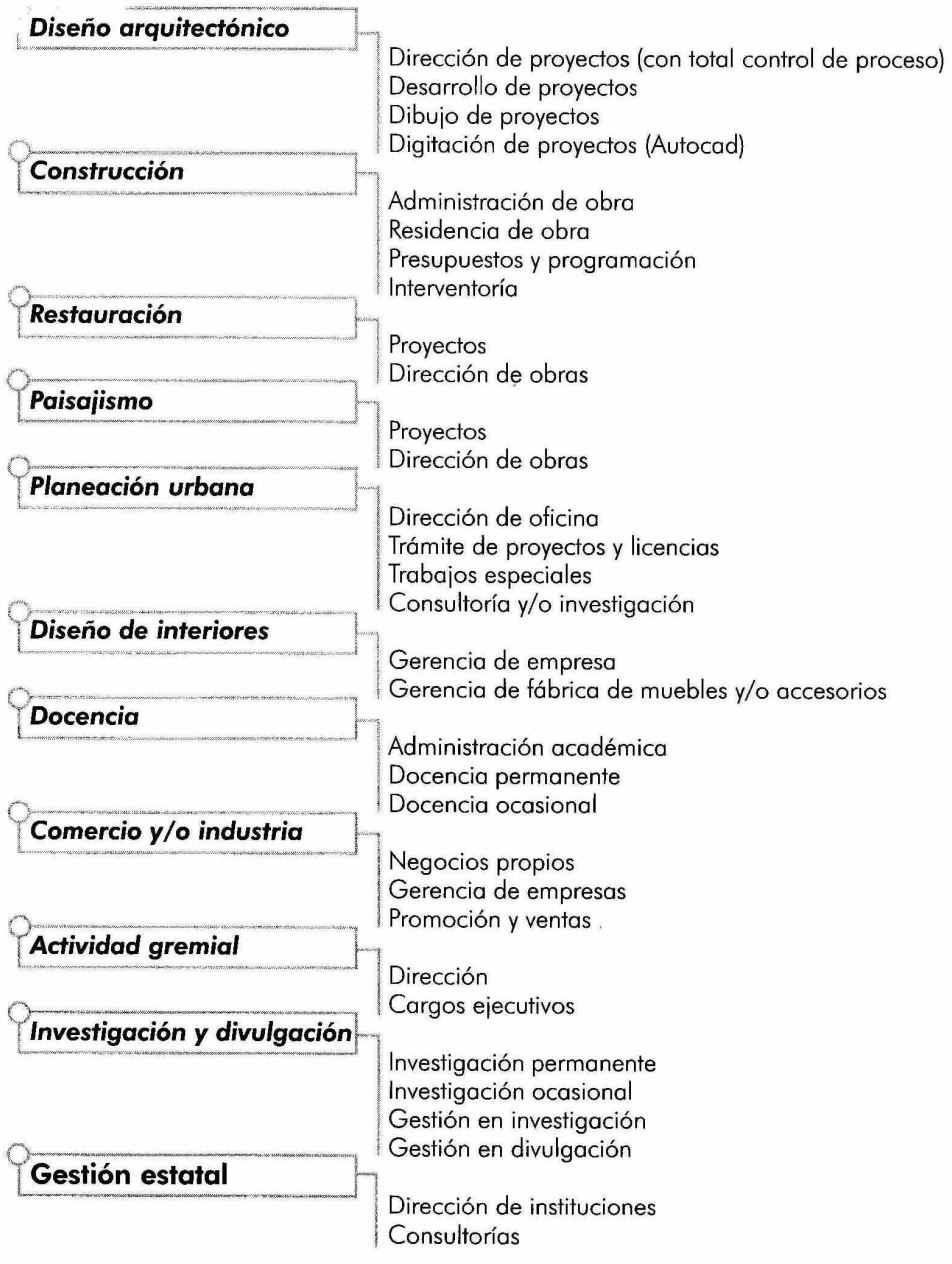 Diseño arquitectónico
Dirección de proyectos (con total control de proceso)
Desarrollo de proyectos
Dibujo de proyectos
Digitación de proyectos (Autocad)
Construcción
Administración de obra
Residencia de obra
Presupuestos y programación
Interventoría
Restauración
Proyectos
Dirección de obras
Paisajismo
Proyectos
Dirección de obras
Planeación urbana
Dirección de oficina
Trámite de proyectos y licencias
Trabajos especiales
Consultoría y/o investigación
Diseño de interiores
Gerencia de empresa
Gerencia de fábrica de muebles y/o accesorios
Docencia
Administración académica
Docencia permanente
Docencia ocasional
Comercio y/o industria
Negocios propios
Gerencia de empresas
Promoción y ventas
Actividad gremial
Dirección
Cargos ejecutivos
Investigación y divulgación
Investigación permanente
Investigación ocasional
Gestión en investigación
Gestión en divulgación
Gestión estatal
Dirección de instituciones
Consultorías